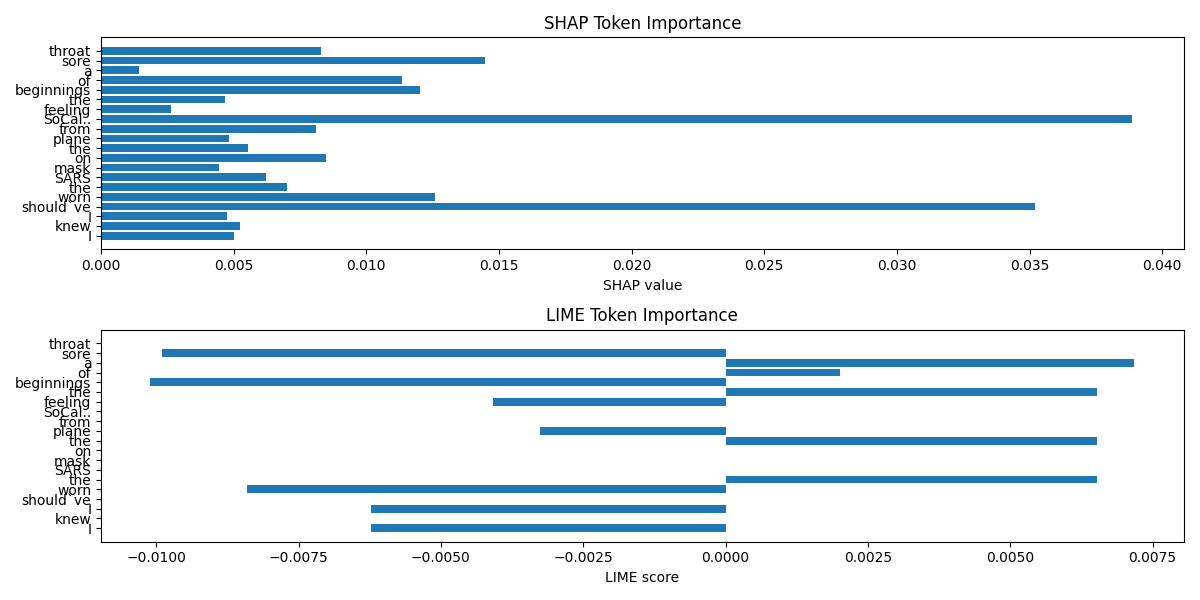 SHAP Token Importance
throat
sore
a
of
beginnings
the
feeling
SoCal..
from
plane
the
on
mask
SARS
the
worn
should`ve
I
knew
I
0.000 0.005 0.010 0.015 0.020 0.025 0.030 0.035 0.040
SHAP value
LIME Token Importance
throat
sore
a
of
beginnings
the
feeling
SoCal..
from
plane
the
on
mask
SARS
the
worn
should`ve
I
knew
I
−0.0100 −0.0075 −0.0050 −0.0025 0.0000 0.0025 0.0050 0.0075
LIME score